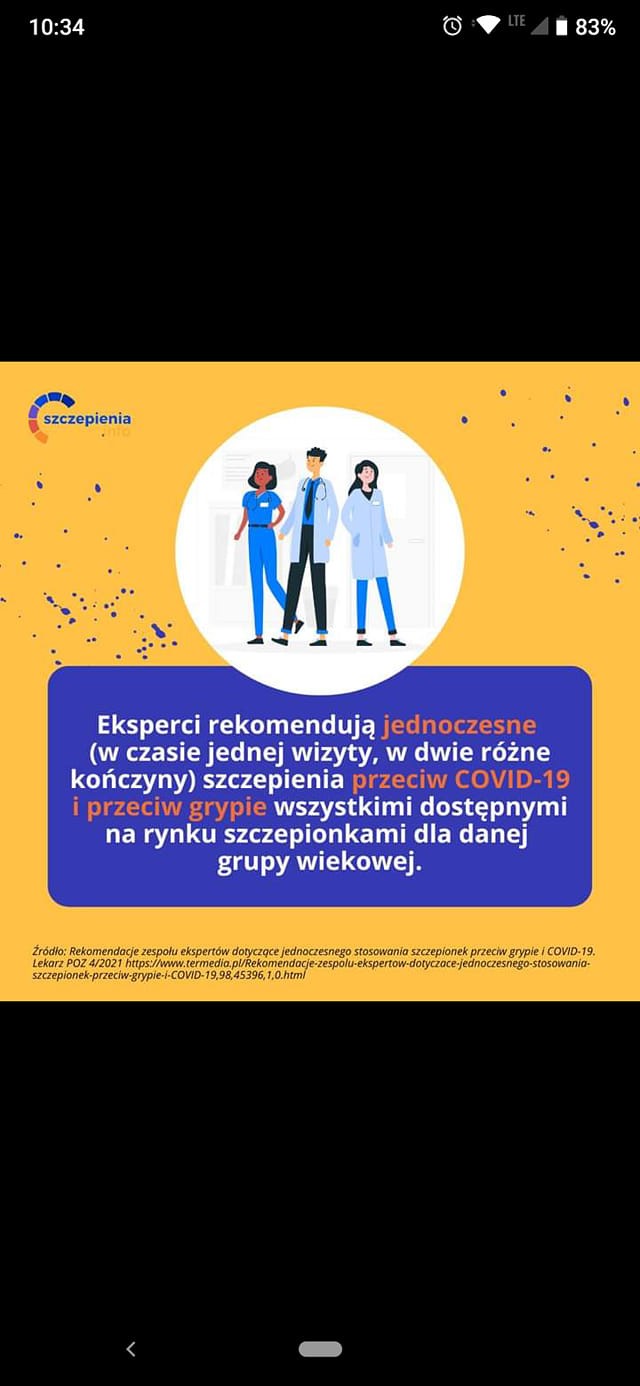 10:34
LTE 83%
szczepienia
.info
Eksperci rekomendują jednoczesne
(w czasie jednej wizyty, w dwie różne
kończyny) szczepienia przeciw COVID-19
i przeciw grypie wszystkimi dostępnymi
na rynku szczepionkami dla danej
grupy wiekowej.
Źródło: Rekomendacje zespołu ekspertów dotyczące jednoczesnego stosowania szczepionek przeciw grypie i COVID-19.
Lekarz POZ 4/2021 https://www.termedia.pl/Rekomendacje-zespolu-ekspertow-dotyczace-jednoczesnego-stosowania-
szczepionek-przeciw-grypie-i-COVID-19,98,45396,1,0.html